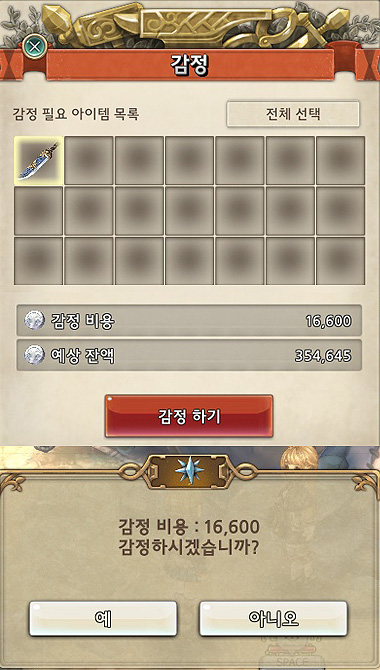 감정
감정 필요 아이템 목록
전체 선택
감정 비용 16,600
예상 잔액 354,645
감정 하기
감정 비용 : 16,600
감정하시겠습니까?
예
아니오
SPACE